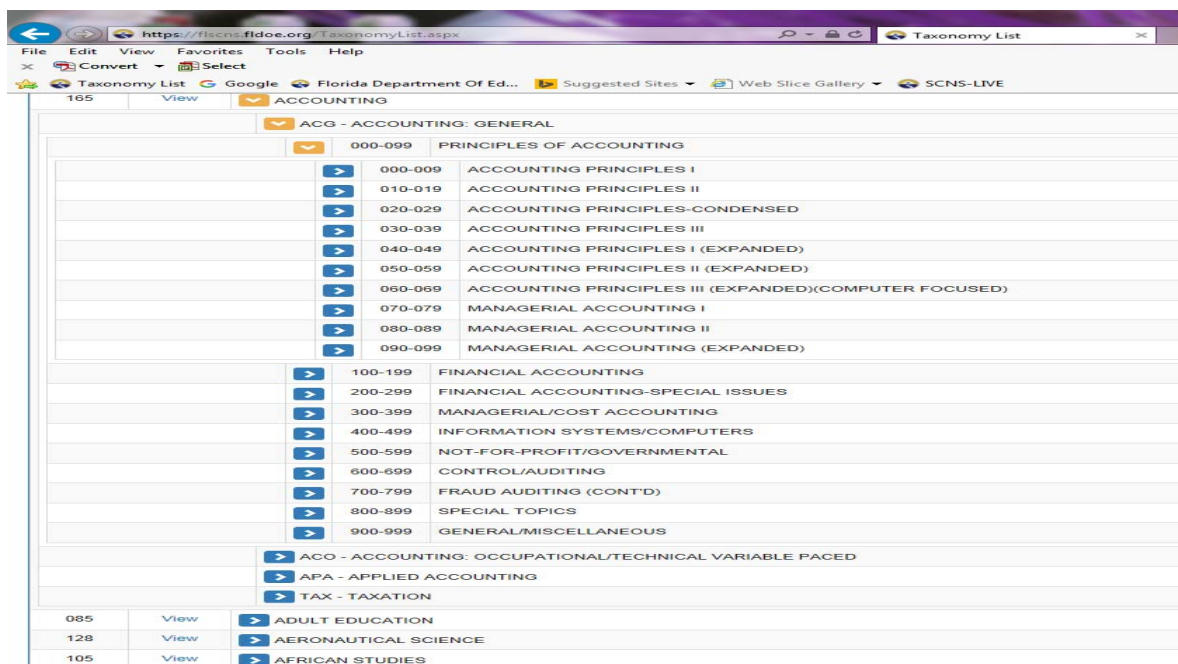 https://flscns.fldoe.org/TaxonomyList.aspx Taxonomy List
File Edit View Favorites Tools Help
Convert Select
Taxonomy List Google Florida Department Of Ed... Suggested Sites Web Slice Gallery SCNS-LIVE
165 View ACCOUNTING
ACG - ACCOUNTING: GENERAL
000-099 PRINCIPLES OF ACCOUNTING
000-009 ACCOUNTING PRINCIPLES I
010-019 ACCOUNTING PRINCIPLES II
020-029 ACCOUNTING PRINCIPLES-CONDENSED
030-039 ACCOUNTING PRINCIPLES III
040-049 ACCOUNTING PRINCIPLES I (EXPANDED)
050-059 ACCOUNTING PRINCIPLES II (EXPANDED)
060-069 ACCOUNTING PRINCIPLES III (EXPANDED)(COMPUTER FOCUSED)
070-079 MANAGERIAL ACCOUNTING I
080-089 MANAGERIAL ACCOUNTING II
090-099 MANAGERIAL ACCOUNTING (EXPANDED)
100-199 FINANCIAL ACCOUNTING
200-299 FINANCIAL ACCOUNTING-SPECIAL ISSUES
300-399 MANAGERIAL/COST ACCOUNTING
400-499 INFORMATION SYSTEMS/COMPUTERS
500-599 NOT-FOR-PROFIT/GOVERNMENTAL
600-699 CONTROL/AUDITING
700-799 FRAUD AUDITING (CONT'D)
800-899 SPECIAL TOPICS
900-999 GENERAL/MISCELLANEOUS
ACO - ACCOUNTING: OCCUPATIONAL/TECHNICAL VARIABLE PACED
APA - APPLIED ACCOUNTING
TAX - TAXATION
085 View ADULT EDUCATION
128 View AERONAUTICAL SCIENCE
105 View AFRICAN STUDIES